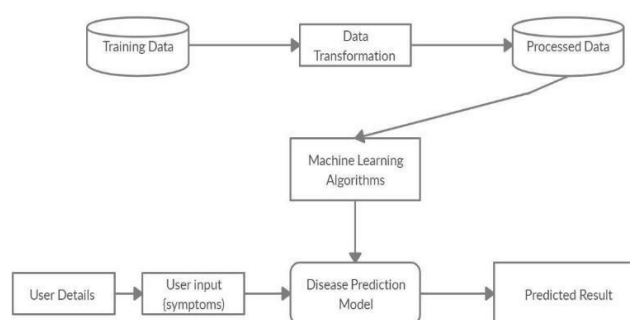 Training Data
Data
Transformation
Processed Data
Machine Learning
Algorithms
User Details
User input
(symptoms)
Disease Prediction
Model
Predicted Result